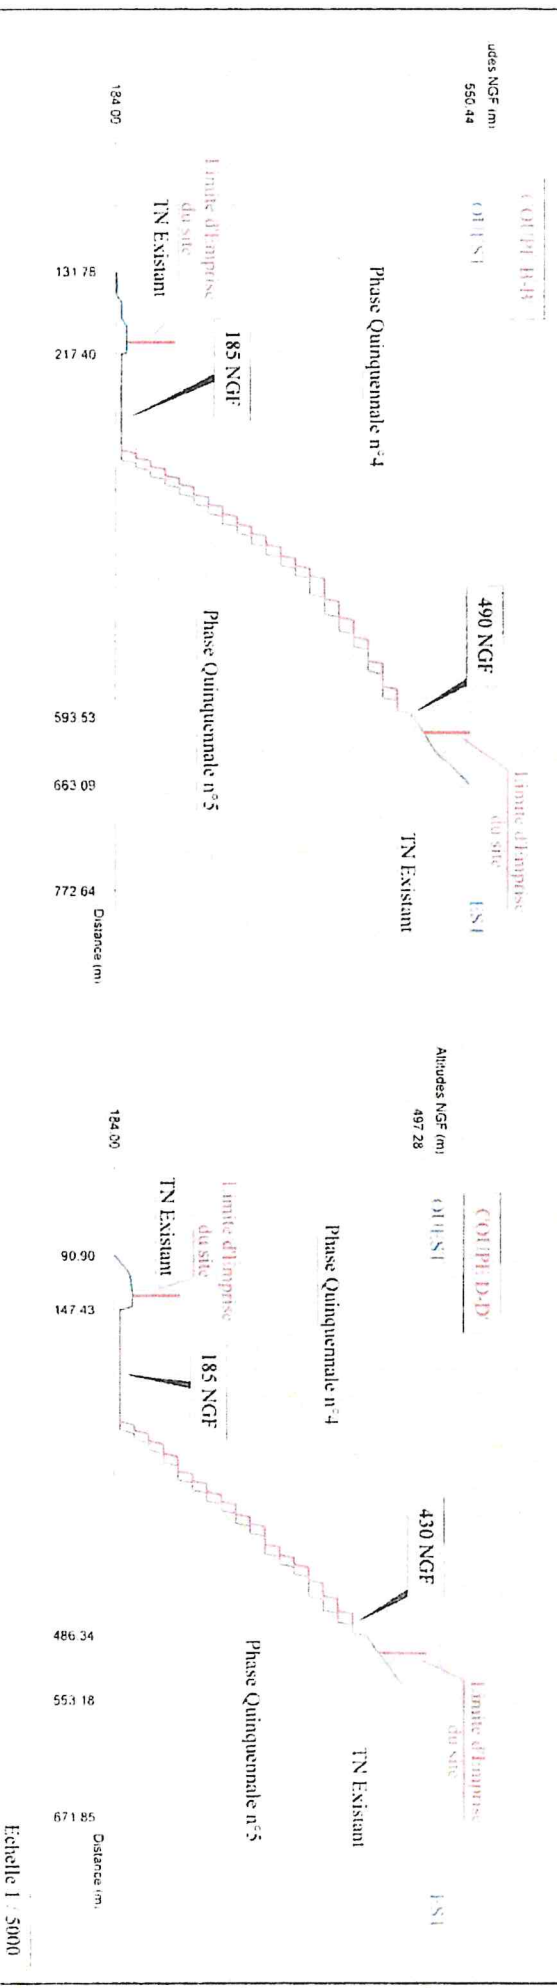 COUPE B-B'
Altitudes NGF (m)
550.44
OUEST
184.00
Limite d'Emprise
du site
TN Existant
131.78
217.40
185 NGF
Phase Quinquennale n°4
Phase Quinquennale n°5
490 NGF
593.53
663.09
772.64
Distance (m)
Limite d'Emprise
du site
TN Existant
EST
COUPE D-D'
Altitudes NGF (m)
497.28
OUEST
184.00
Limite d'Emprise
du site
TN Existant
90.90
147.43
185 NGF
Phase Quinquennale n°4
Phase Quinquennale n°5
430 NGF
486.34
553.18
671.85
Distance (m)
Limite d'Emprise
du site
TN Existant
EST
Echelle 1 / 5000